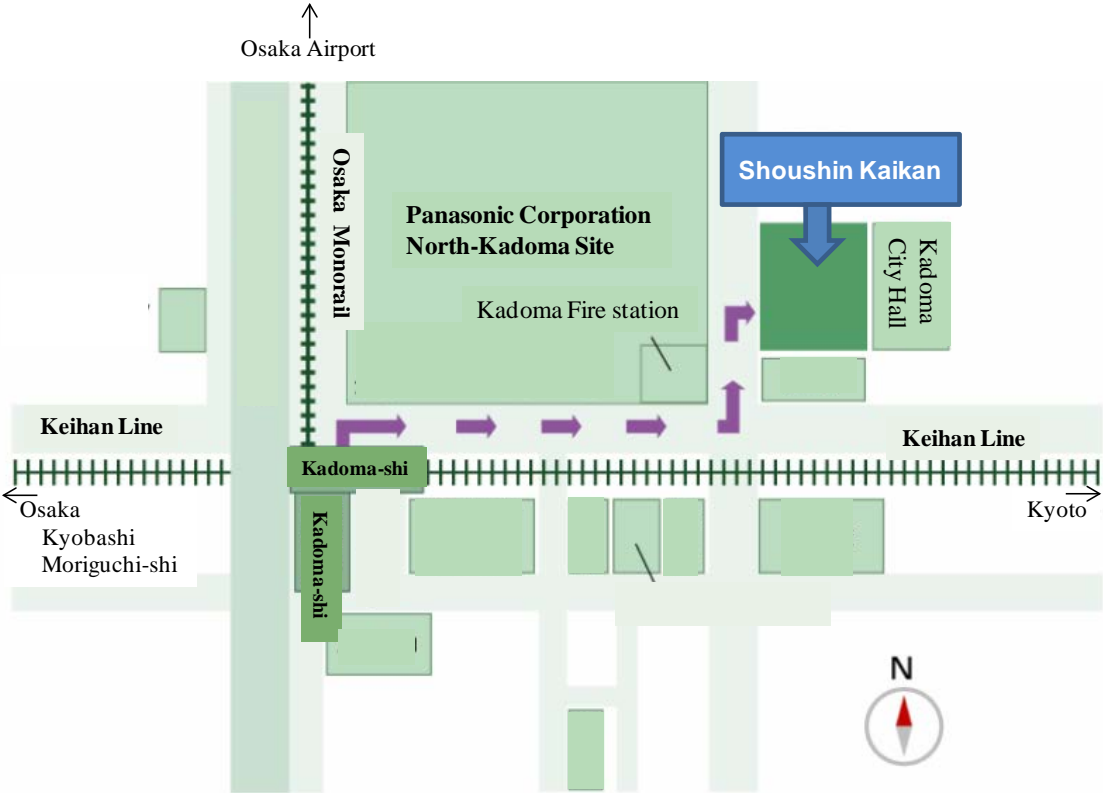 Osaka Airport
Osaka Monorail
Panasonic Corporation
North-Kadoma Site
Shoushin Kaikan
Kadoma
City Hall
Kadoma Fire station
Keihan Line
Keihan Line
Kadoma-shi
Osaka
Kyobashi
Moriguchi-shi
Kyoto
Kadoma-shi
N